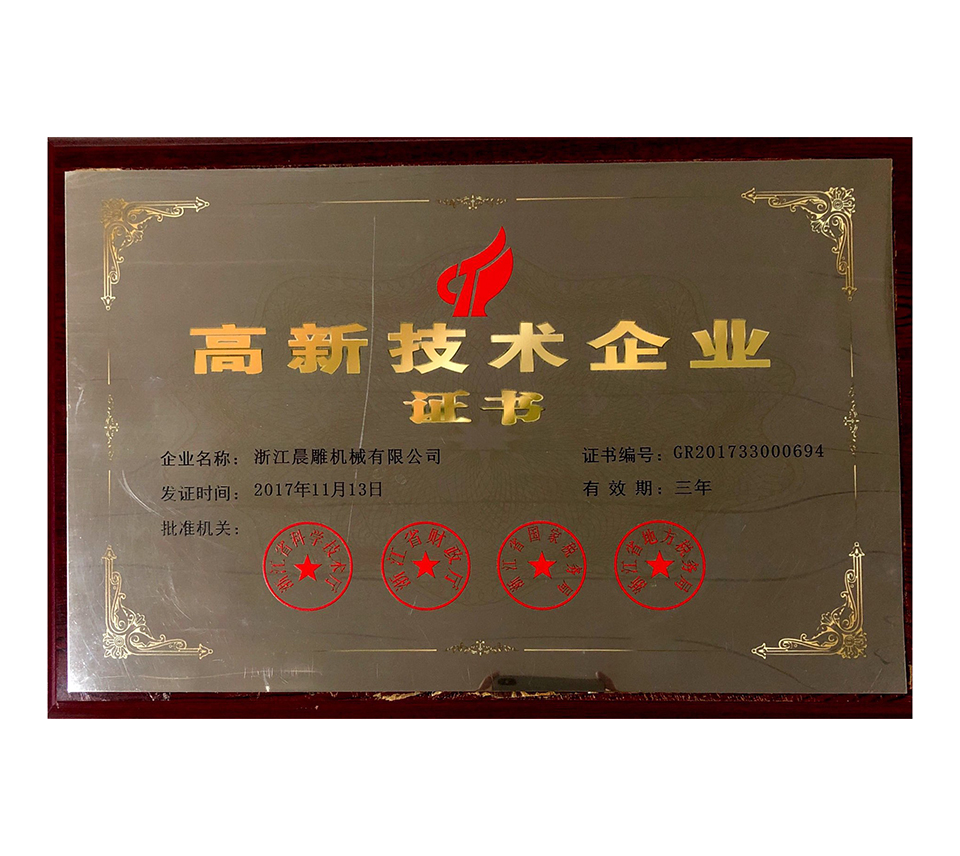 高新技术企业
证书
企业名称：浙江晨雕机械有限公司 证书编号：GR201733000694
发证时间：2017年11月13日 有 效 期：三年
批准机关：
浙江省科学技术厅
浙江省财政厅
浙江省国家税务局
浙江省地方税务局